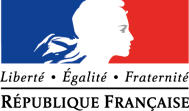 Liberté • Égalité • Fraternité
RÉPUBLIQUE FRANÇAISE